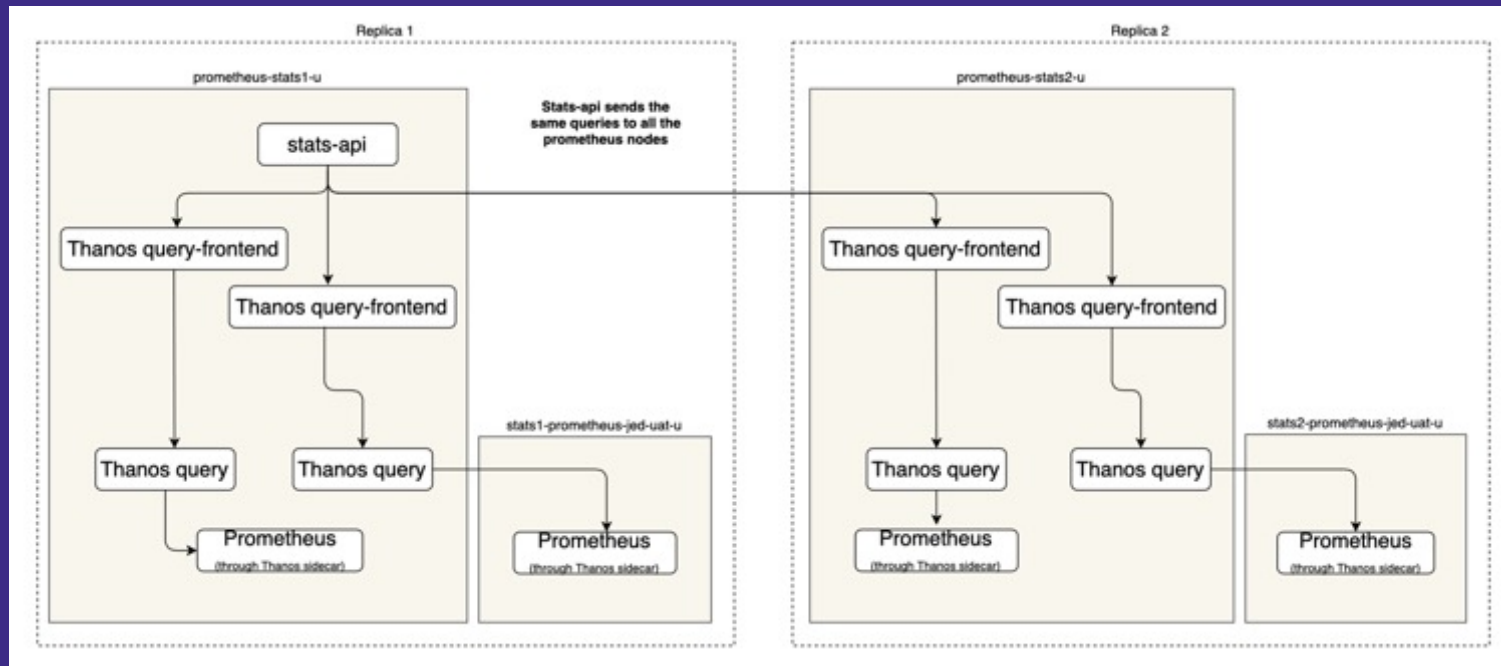 Replica 1
Replica 2
prometheus-stats1-u
prometheus-stats2-u
Stats-api sends the
same queries to all the
prometheus nodes
stats-api
Thanos query-frontend
Thanos query-frontend
Thanos query-frontend
Thanos query-frontend
stats1-prometheus-jed-uat-u
stats2-prometheus-jed-uat-u
Thanos query
Thanos query
Thanos query
Thanos query
Prometheus
(through Thanos sidecar)
Prometheus
(through Thanos sidecar)
Prometheus
(through Thanos sidecar)
Prometheus
(through Thanos sidecar)